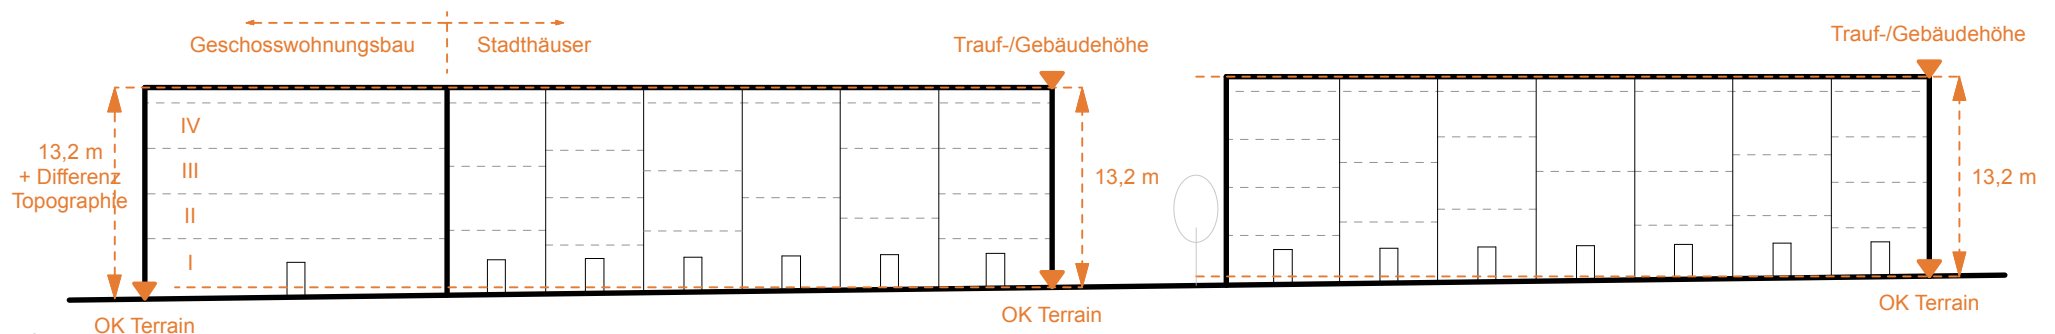 Geschosswohnungsbau
Stadthäuser
Trauf-/Gebäudehöhe
Trauf-/Gebäudehöhe
IV
III
II
I
13,2 m
+ Differenz
Topographie
13,2 m
13,2 m
OK Terrain
OK Terrain
OK Terrain